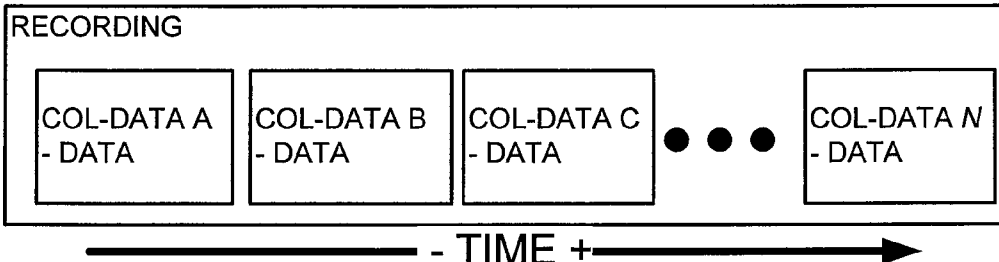 RECORDING
COL-DATA A
- DATA
COL-DATA B
- DATA
COL-DATA C
- DATA
COL-DATA N
- DATA
- TIME +